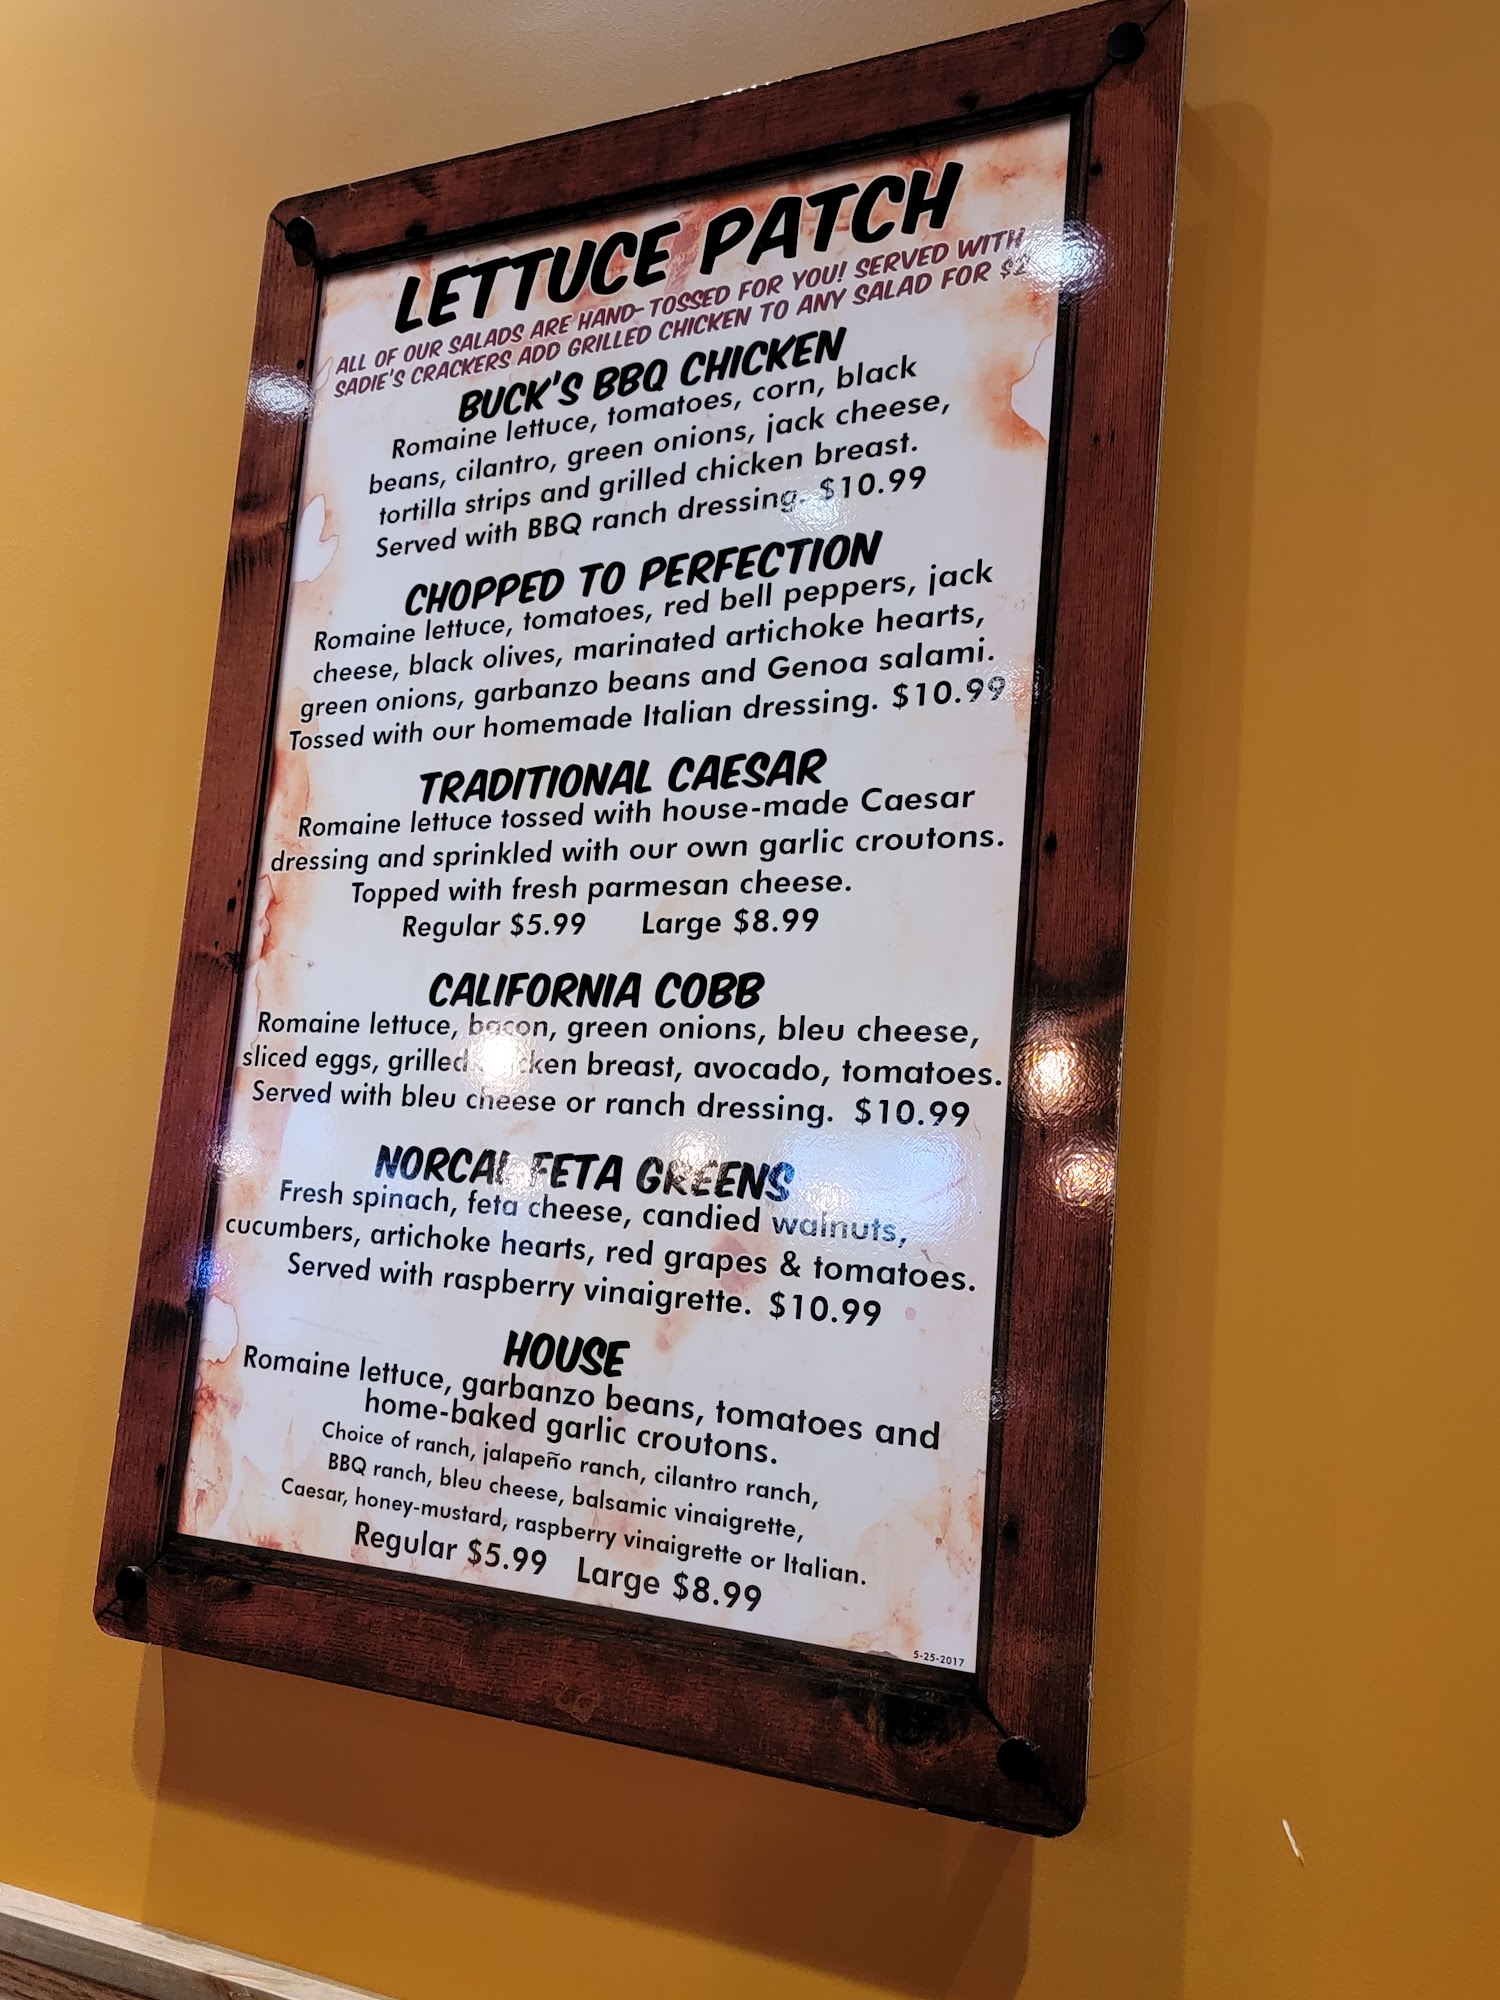 LETTUCE PATCH
ALL OF OUR SALADS ARE HAND-TOSSED FOR YOU! SERVED WITH
SADIE'S CRACKERS ADD GRILLED CHICKEN TO ANY SALAD FOR
BUCK'S BBQ CHICKEN
Romaine lettuce, tomatoes, corn, black
beans, cilantro, green onions, jack cheese,
tortilla strips and grilled chicken breast.
Served with BBQ ranch dressing. $10.99
CHOPPED TO PERFECTION
Romaine lettuce, tomatoes, red bell peppers, jack
cheese, black olives, marinated artichoke hearts,
green onions, garbanzo beans and Genoa salami.
Tossed with our homemade Italian dressing. $10.99
TRADITIONAL CAESAR
Romaine lettuce tossed with house-made Caesar
dressing and sprinkled with our own garlic croutons.
Topped with fresh parmesan cheese.
Regular $5.99 Large $8.99
CALIFORNIA COBB
Romaine lettuce, bacon, green onions, bleu cheese,
sliced eggs, grilled chicken breast, avocado, tomatoes.
Served with bleu cheese or ranch dressing. $10.99
NORCAL FETA GREENS
Fresh spinach, feta cheese, candied walnuts,
cucumbers, artichoke hearts, red grapes & tomatoes.
Served with raspberry vinaigrette. $10.99
HOUSE
Romaine lettuce, garbanzo beans, tomatoes and
home-baked garlic croutons.
Choice of ranch, jalapeño ranch, cilantro ranch,
BBQ ranch, bleu cheese, balsamic vinaigrette,
Caesar, honey-mustard, raspberry vinaigrette or Italian.
Regular $5.99 Large $8.99
5-25-2017